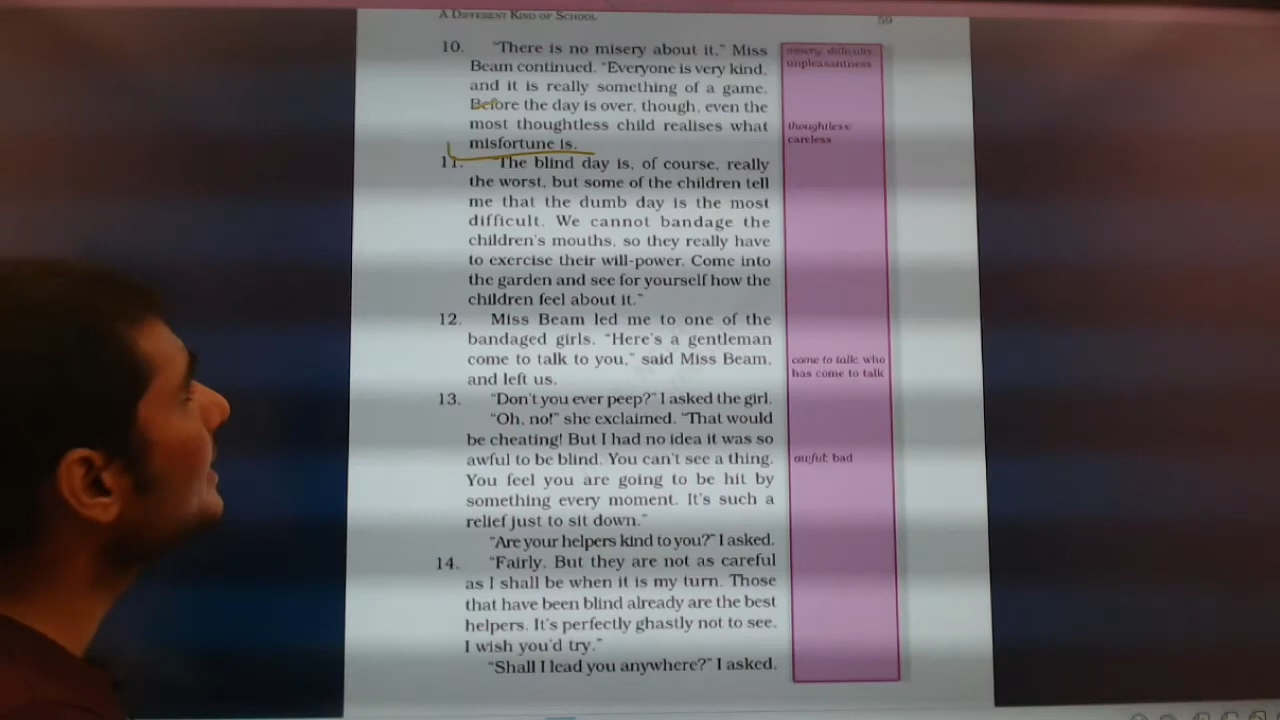 A DIFFERENT KIND OF SCHOOL 59
10. "There is no misery about it," Miss
Beam continued. "Everyone is very kind,
and it is really something of a game.
Before the day is over, though, even the
most thoughtless child realises what
misfortune is.
11. "The blind day is, of course, really
the worst, but some of the children tell
me that the dumb day is the most
difficult. We cannot bandage the
children's mouths, so they really have
to exercise their will-power. Come into
the garden and see for yourself how the
children feel about it."
12. Miss Beam led me to one of the
bandaged girls. "Here's a gentleman
come to talk to you," said Miss Beam,
and left us.
13. "Don't you ever peep?" I asked the girl.
"Oh, no!" she exclaimed. "That would
be cheating! But I had no idea it was so
awful to be blind. You can't see a thing.
You feel you are going to be hit by
something every moment. It's such a
relief just to sit down."
"Are your helpers kind to you?" I asked.
14. "Fairly. But they are not as careful
as I shall be when it is my turn. Those
that have been blind already are the best
helpers. It's perfectly ghastly not to see.
I wish you'd try."
"Shall I lead you anywhere?" I asked.
misery: difficulty,
unpleasantness
thoughtless:
careless
come to talk: who
has come to talk
awful: bad